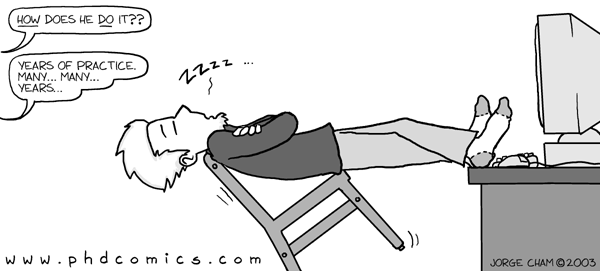 HOW DOES HE DO IT??
YEARS OF PRACTICE.
MANY... MANY...
YEARS...
ZZZZ ...
www.phdcomics.com
JORGE CHAM ©2003